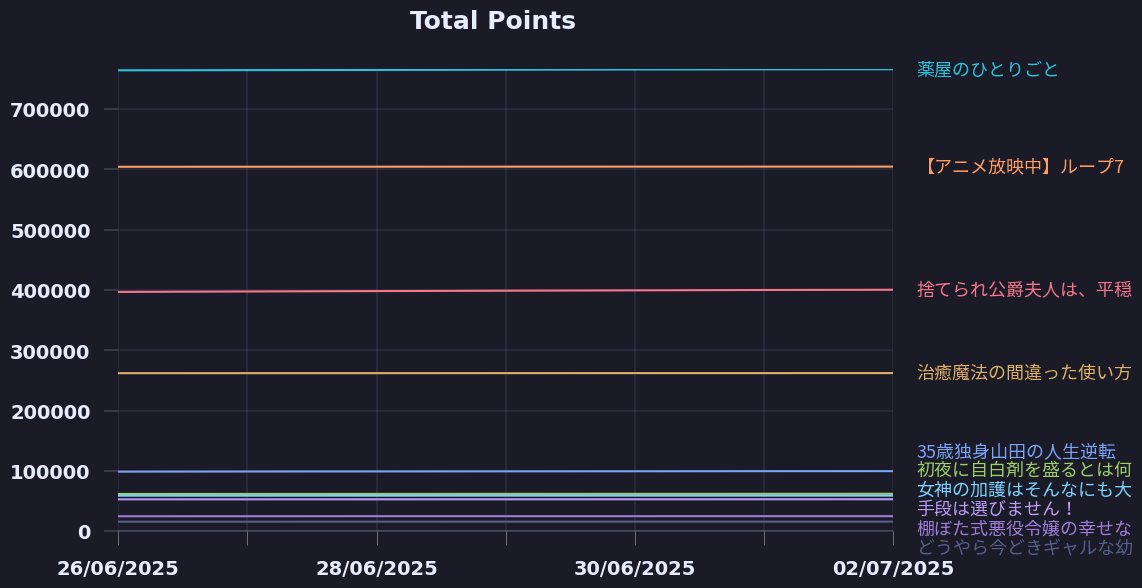 Total Points
薬屋のひとりごと
700000
【アニメ放映中】ループ7
600000
500000
捨てられ公爵夫人は、平穏
400000
治癒魔法の間違った使い方
300000
200000
35歳独身山田の人生逆転
初夜に自白剤を盛るとは何
100000
女神の加護はそんなにも大
手段は選びません！
棚ぼた式悪役令嬢の幸せな
0
どうやら今どきギャルな幼
26/06/2025 28/06/2025 30/06/2025 02/07/2025